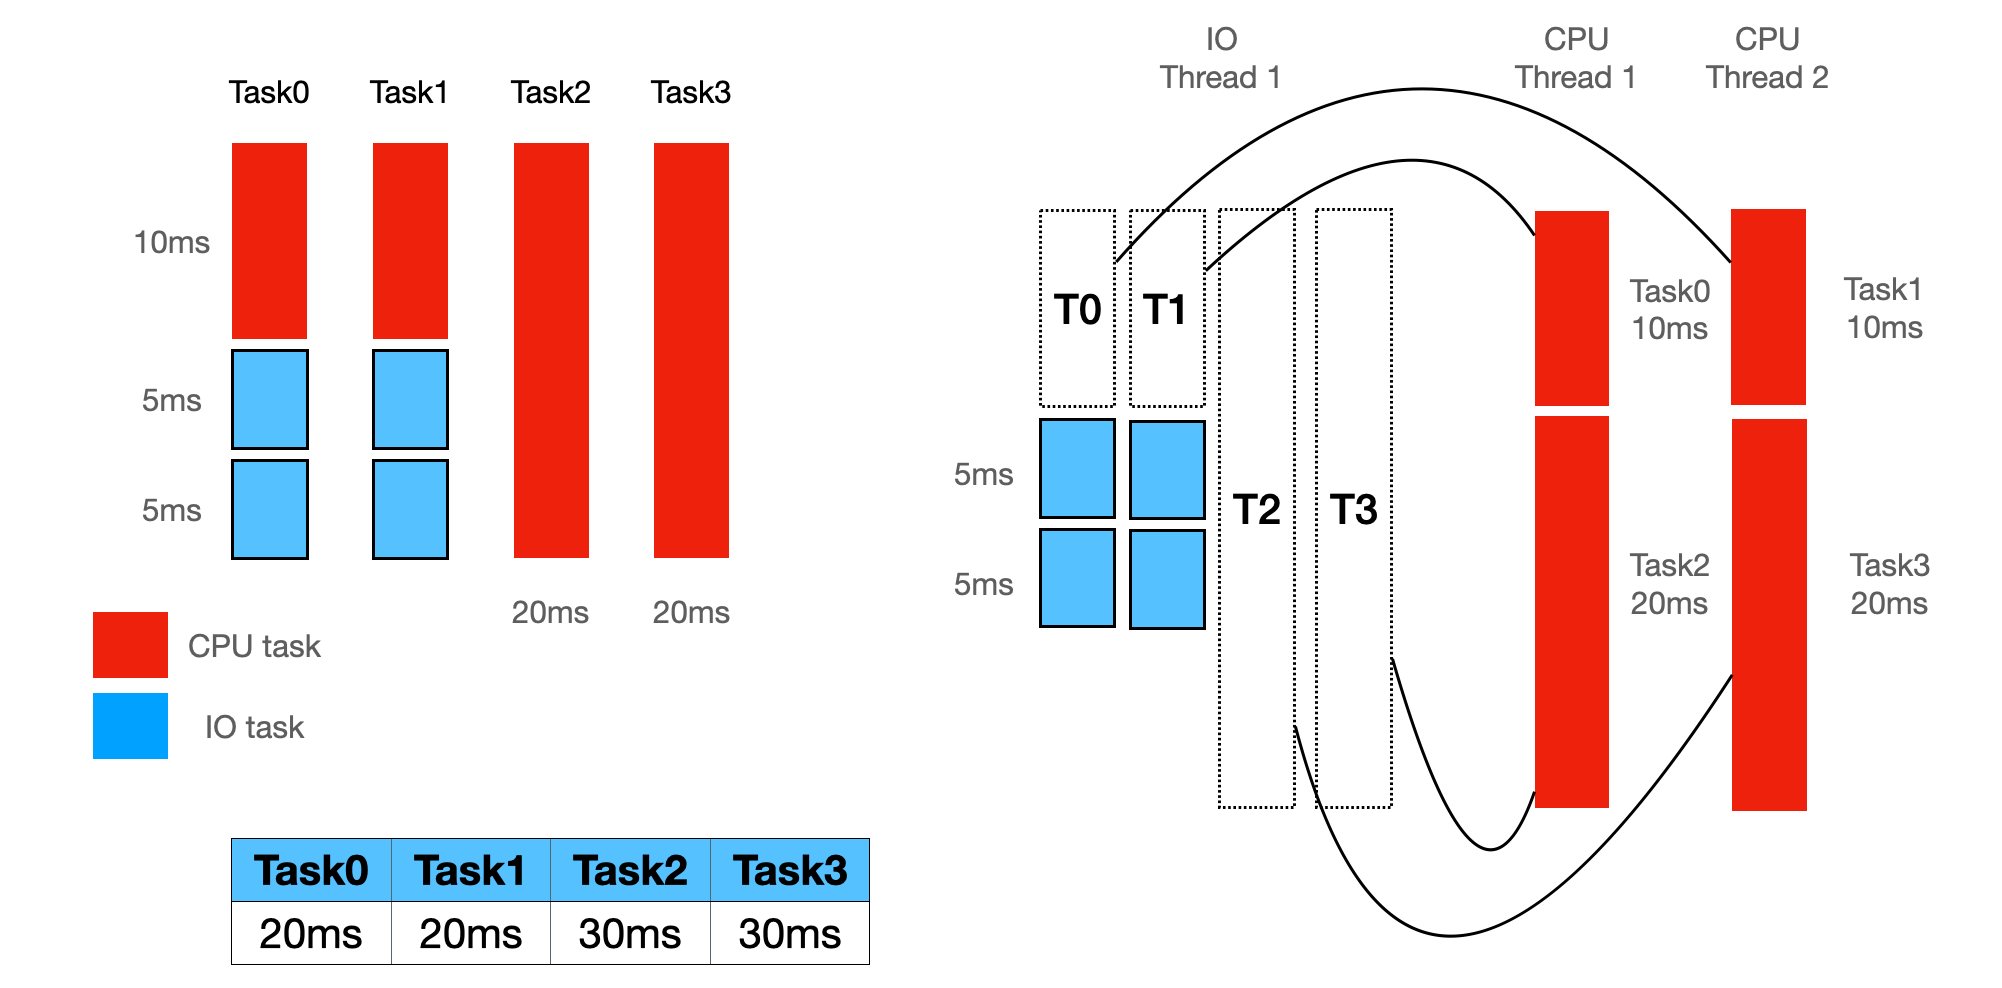 Task0 Task1 Task2 Task3
10ms
5ms
5ms
20ms 20ms
CPU task
IO task
Task0 Task1 Task2 Task3
20ms 20ms 30ms 30ms
IO
Thread 1
CPU
Thread 1
CPU
Thread 2
T0 T1
T2 T3
5ms
5ms
Task0
10ms
Task1
10ms
Task2
20ms
Task3
20ms